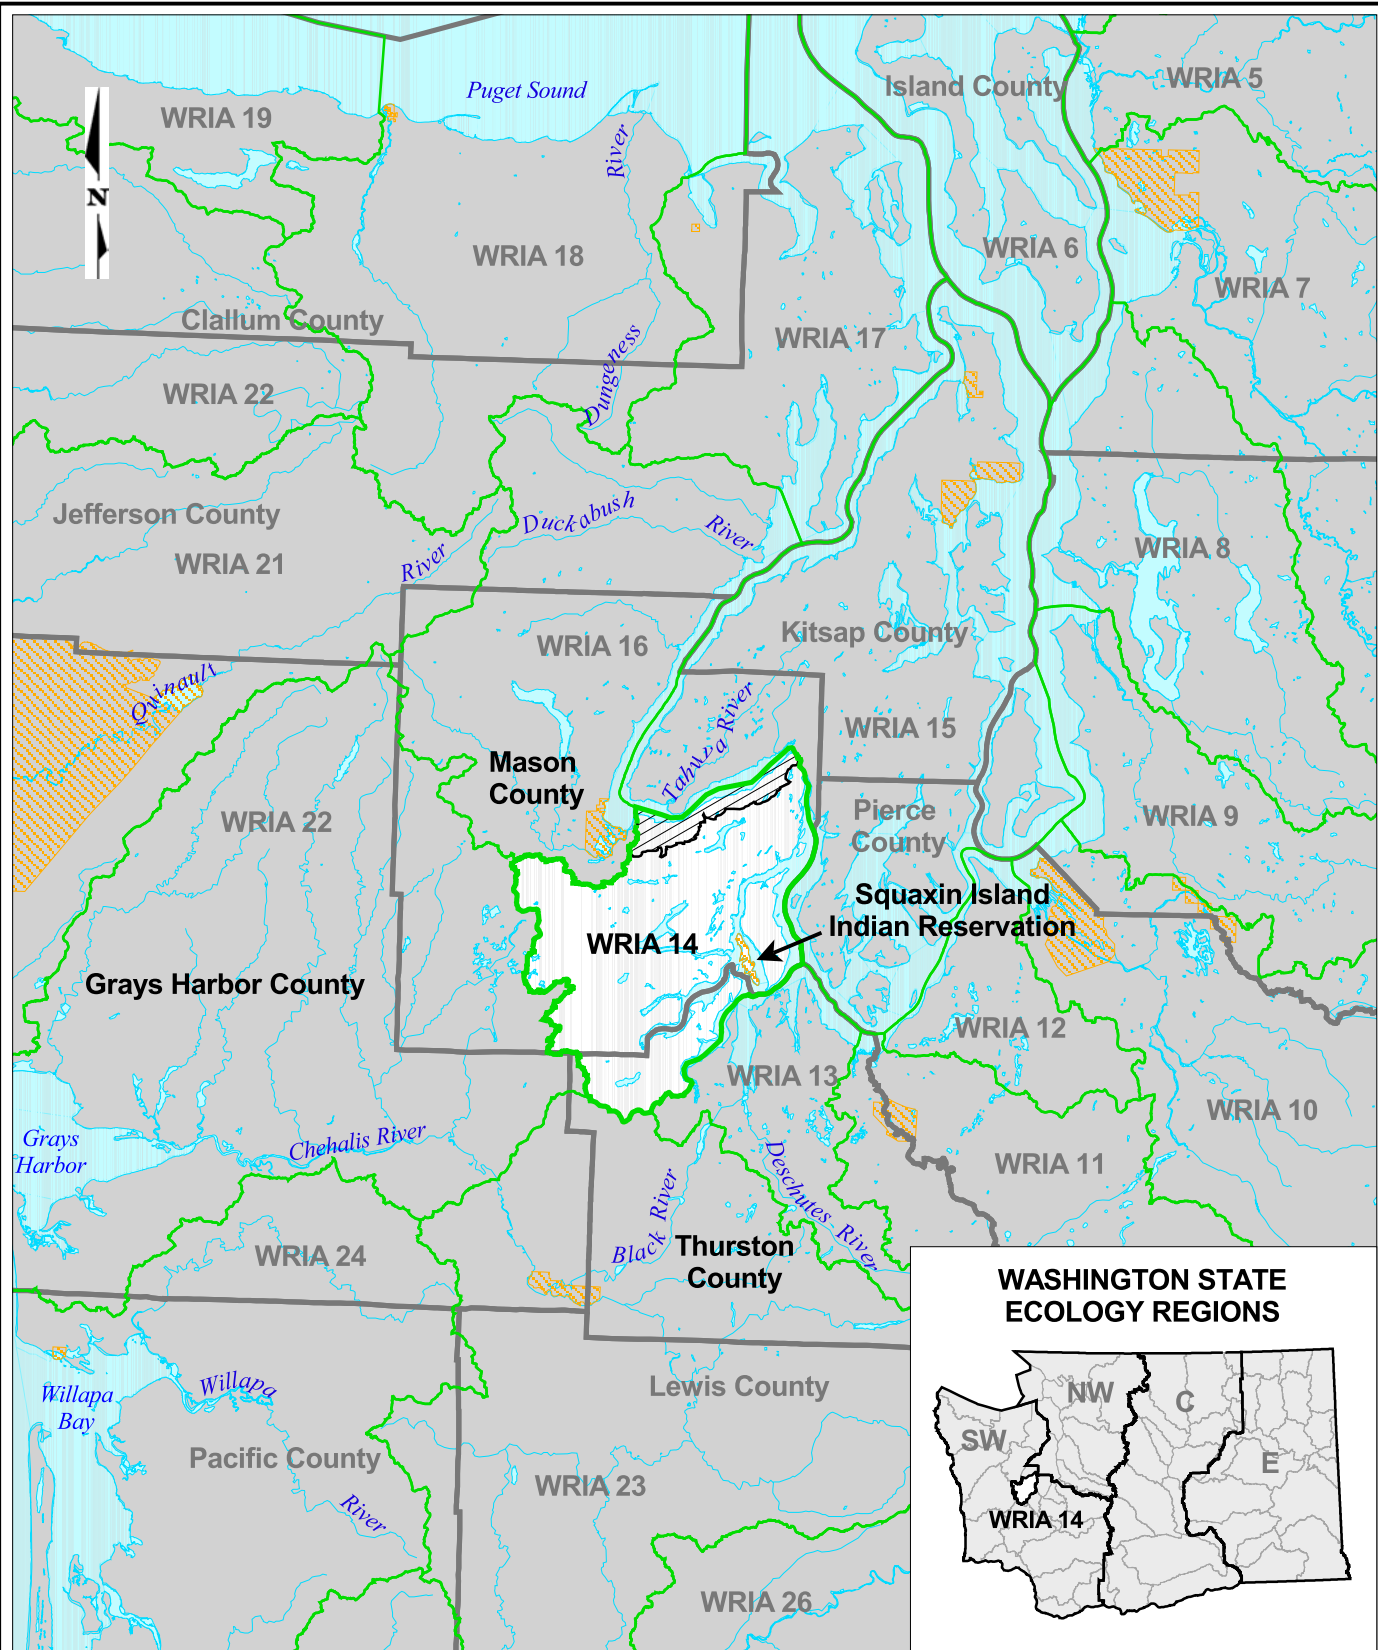 Puget Sound
Island County
WRIA 5
WRIA 19
N
River
WRIA 18
WRIA 6
WRIA 7
Clallum County
WRIA 17
Dungeness
WRIA 22
Jefferson County
Duckabush
River
WRIA 8
WRIA 21
River
Kitsap County
WRIA 16
Quinault
Tahuya River
WRIA 15
Mason
County
WRIA 22
Pierce
County
WRIA 9
Squaxin Island
Indian Reservation
WRIA 14
Grays Harbor County
WRIA 12
WRIA 13
WRIA 10
Grays
Harbor
Chehalis River
WRIA 11
Black River
Deschutes River
WRIA 24
Thurston
County
WASHINGTON STATE
ECOLOGY REGIONS
Willapa
Bay
Willapa
River
Lewis County
NW
C
SW
E
Pacific County
WRIA 23
WRIA 14
WRIA 26